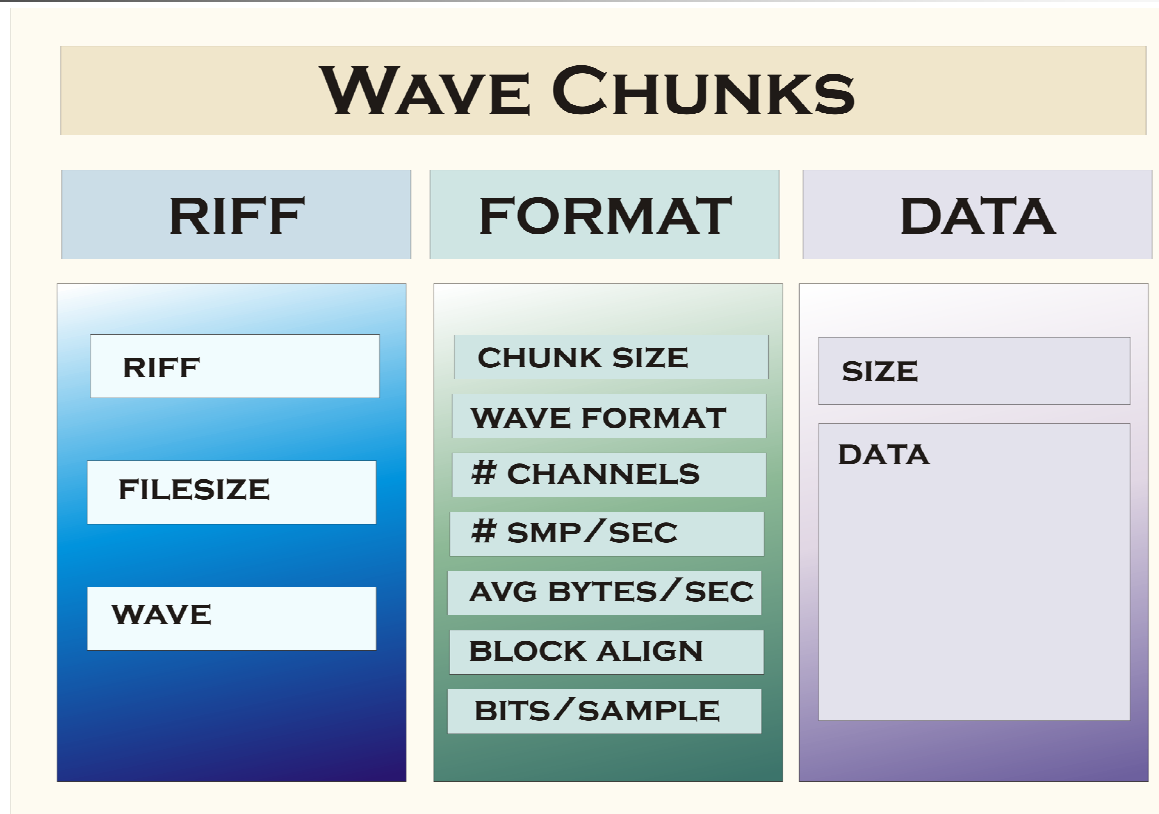 WAVE CHUNKS
RIFF
FORMAT
DATA
RIFF
FILESIZE
WAVE
CHUNK SIZE
WAVE FORMAT
# CHANNELS
# SMP/SEC
AVG BYTES/SEC
BLOCK ALIGN
BITS/SAMPLE
SIZE
DATA